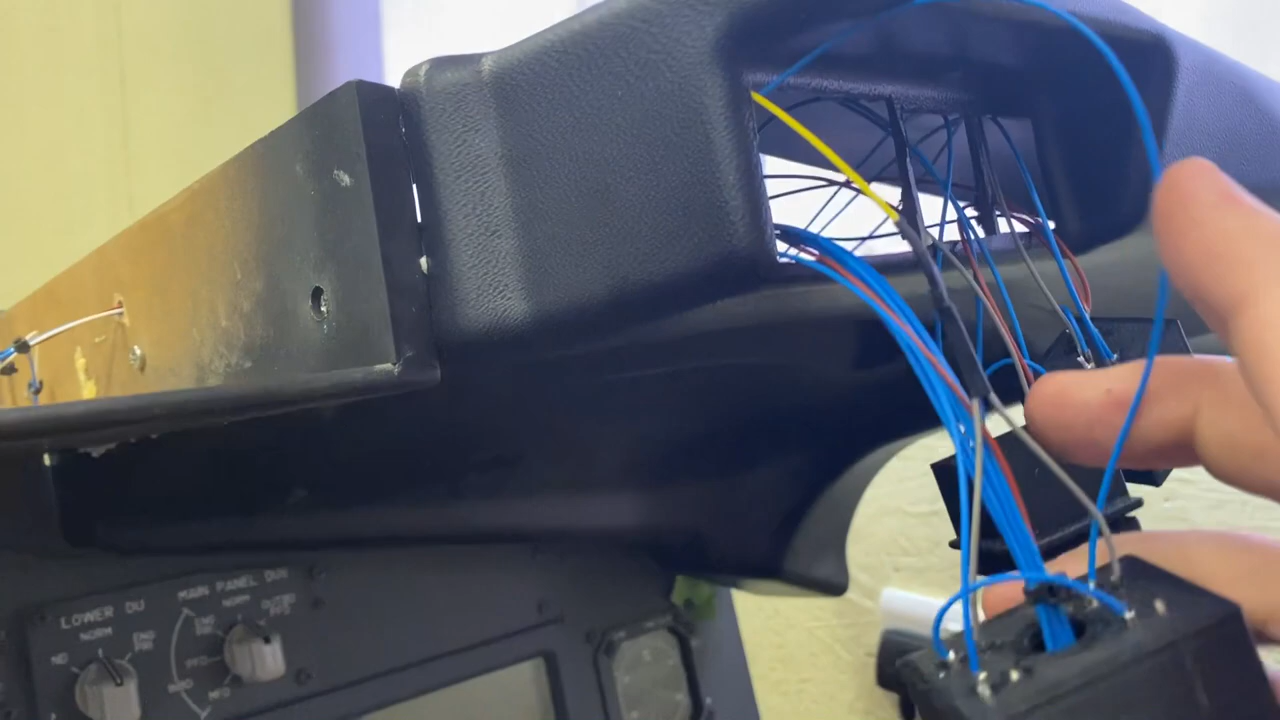 LOWER DU
NORM
ENG
PRI
ND
MAIN PANEL DUs
NORM
OUTBD
PFD
ENG
PRI
PFD
MFD